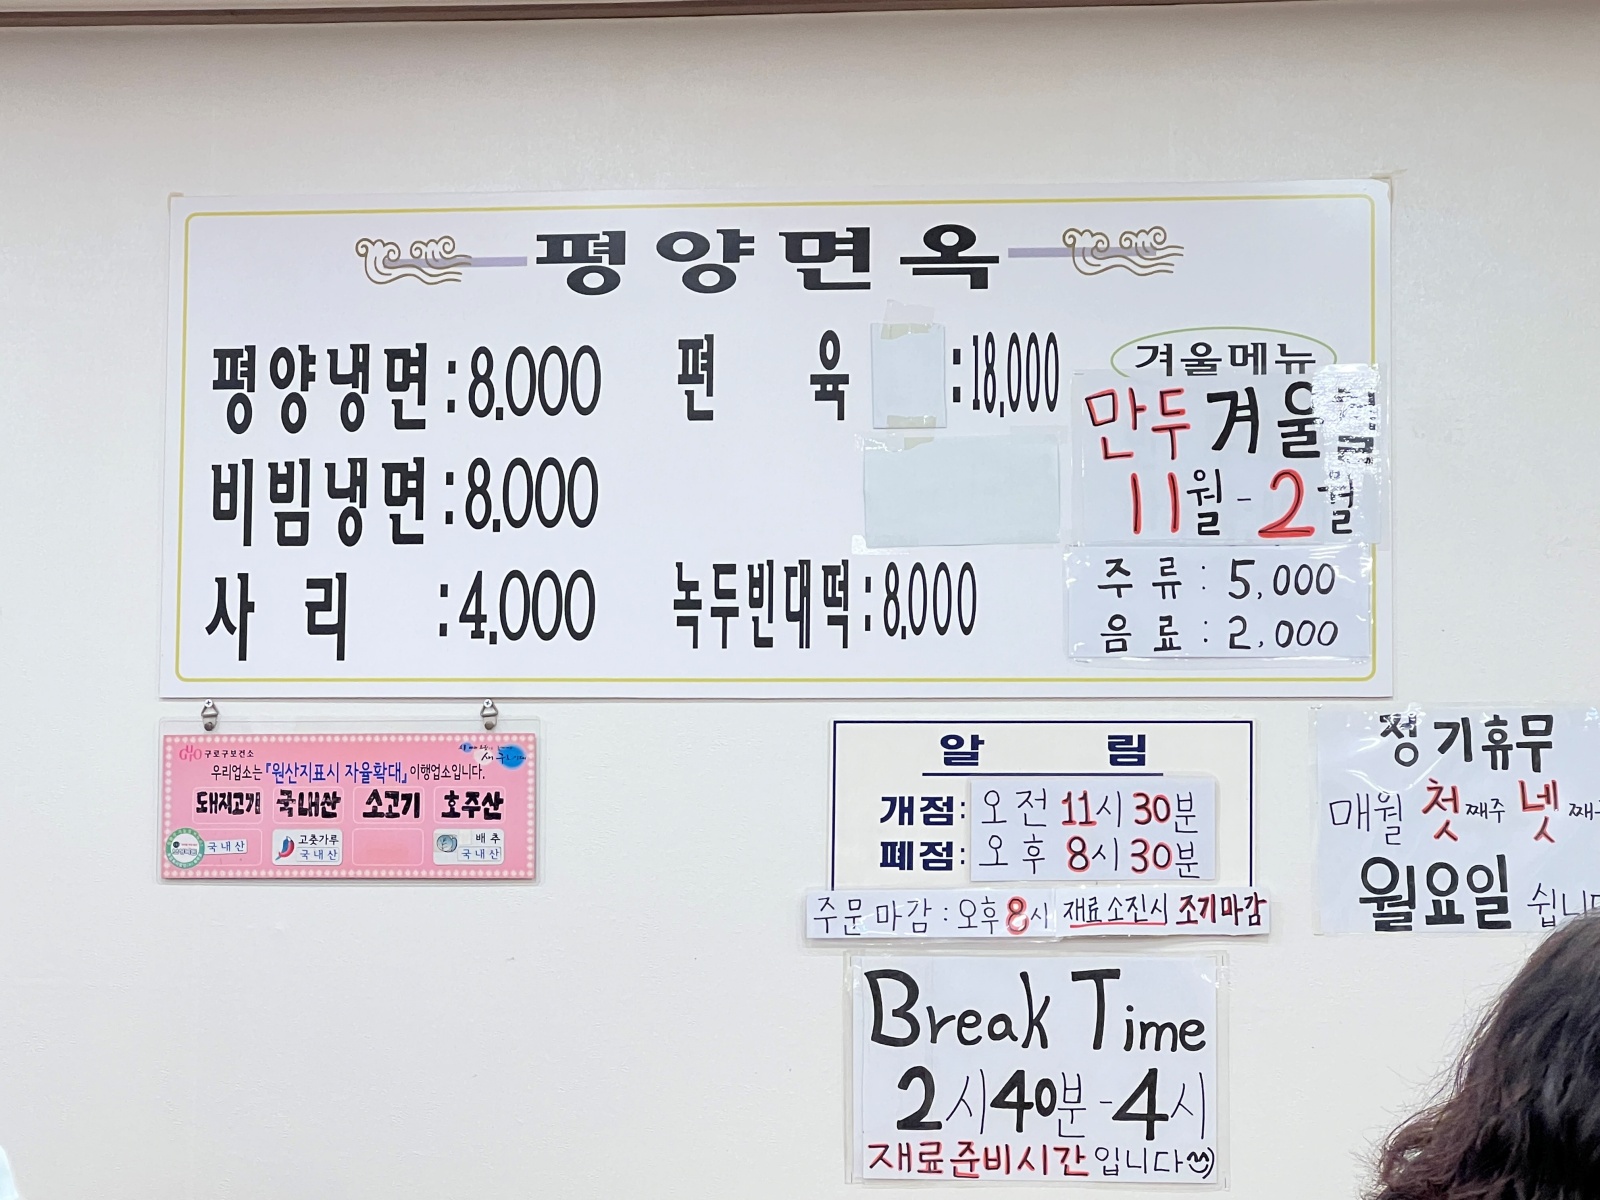 평양면옥
평양냉면:8.000
편 육 :18,000
비빔냉면:8.000
사 리 :4.000
녹두빈대떡:8,000
겨울메뉴
만두 겨울
11월-2월
주 류 : 5,000
음 료 : 2,000
구로구보건소
우리업소는 『원산지표시 자율확대』 이행업소입니다.
돼지고기 국내산 소고기 호주산
국내산
고춧가루
국내산
배추
국내산
알 림
개점: 오전 11시 30분
폐점: 오후 8시 30분
주문마감 : 오후 8시 재료소진시 조기마감
정기휴무
매월 첫째주 넷째
월요일 쉽니
Break Time
2시40분-4시
재료준비시간입니다